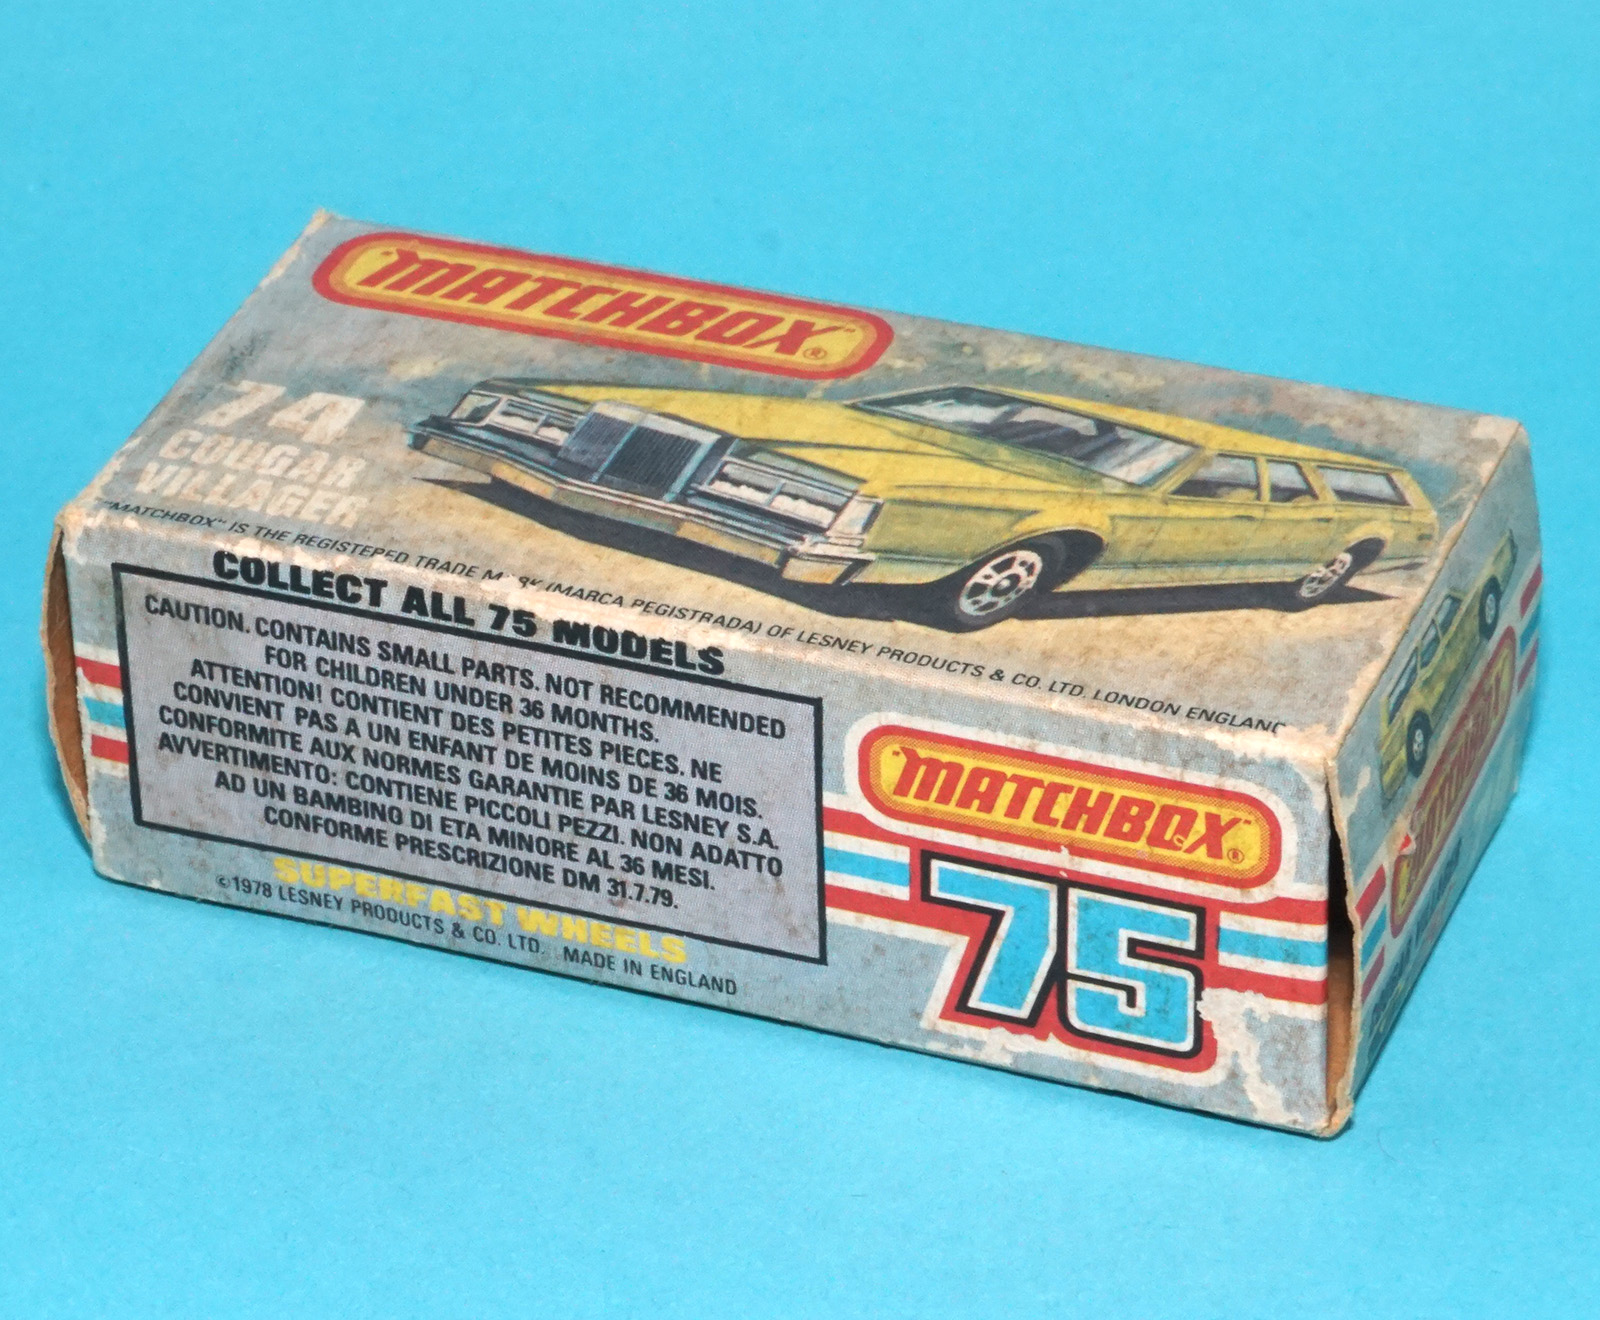 "MATCHBOX"®
74
COUGAR
VILLAGER
"MATCHBOX" IS THE REGISTERED TRADE MARK (MARCA REGISTRADA) OF LESNEY PRODUCTS & CO. LTD. LONDON ENGLAND
COLLECT ALL 75 MODELS
CAUTION. CONTAINS SMALL PARTS. NOT RECOMMENDED
FOR CHILDREN UNDER 36 MONTHS.
ATTENTION! CONTIENT DES PETITES PIECES. NE
CONVIENT PAS A UN ENFANT DE MOINS DE 36 MOIS.
CONFORMITE AUX NORMES GARANTIE PAR LESNEY S.A.
AVVERTIMENTO: CONTIENE PICCOLI PEZZI. NON ADATTO
AD UN BAMBINO DI ETA MINORE AL 36 MESI.
CONFORME PRESCRIZIONE DM 31.7.79.
SUPERFAST WHEELS
©1978 LESNEY PRODUCTS & CO. LTD. MADE IN ENGLAND
"MATCHBOX"®
75
MATCHBOX